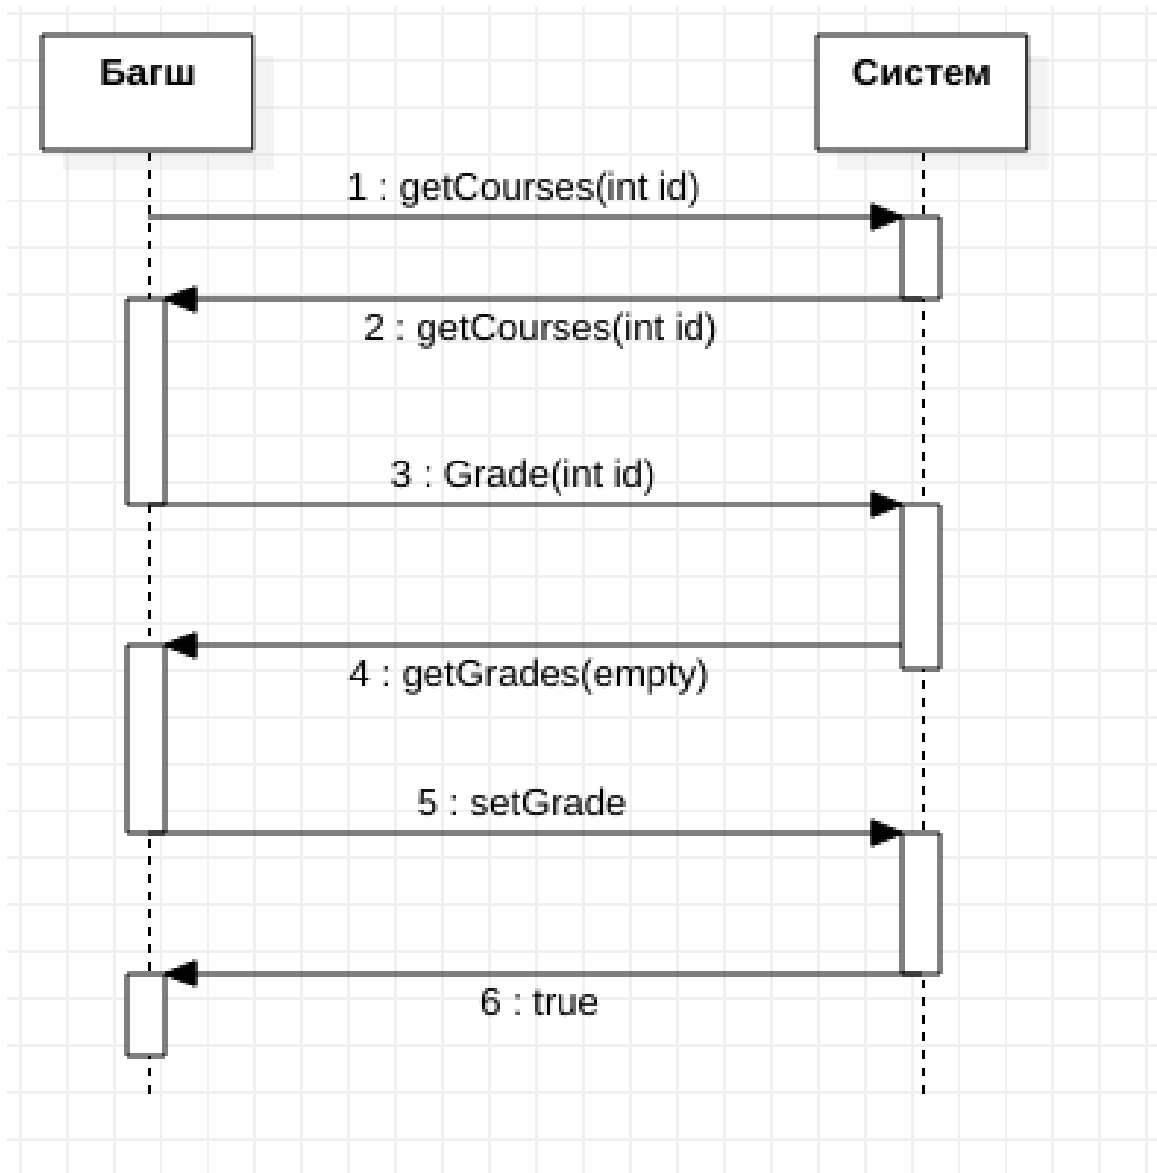 Багш
Систем
1 : getCourses(int id)
2 : getCourses(int id)
3 : Grade(int id)
4 : getGrades(empty)
5 : setGrade
6 : true